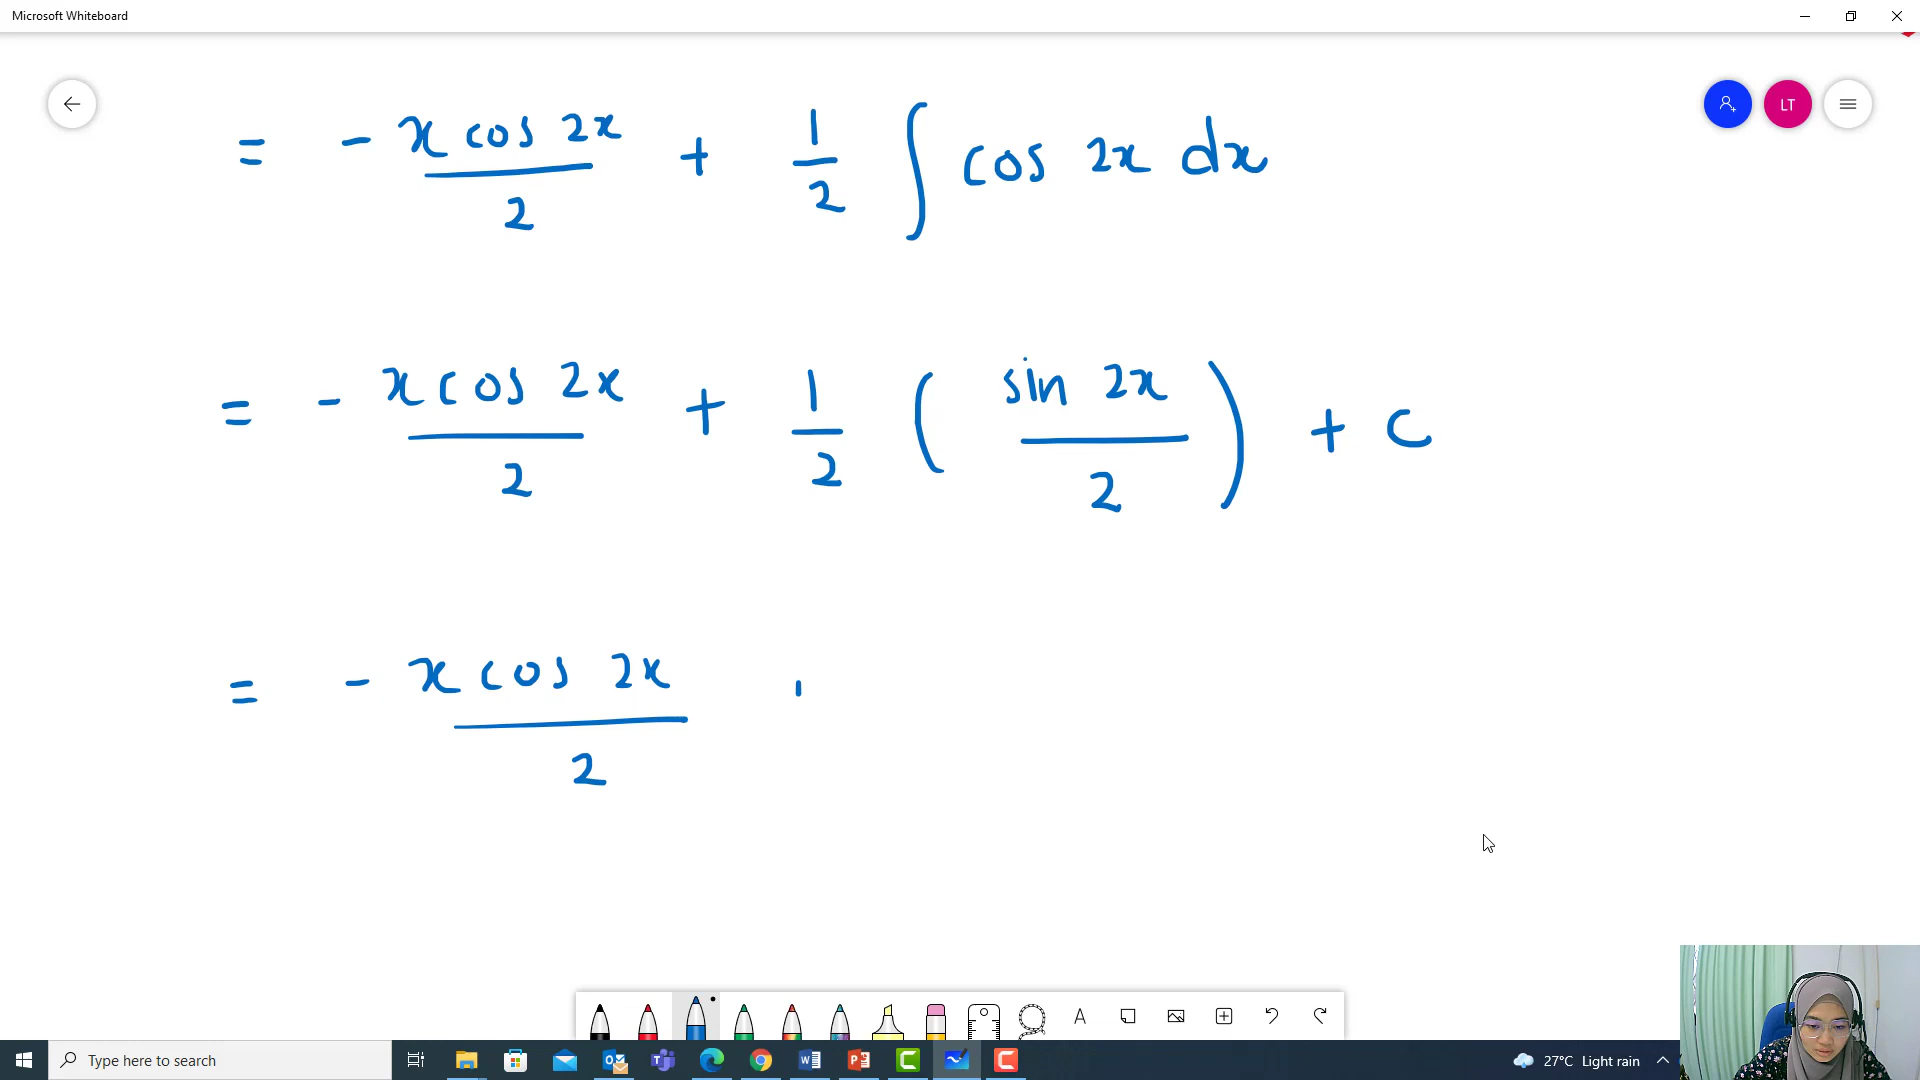 Microsoft Whiteboard
LT
= - x cos 2x / 2 + 1/2 ∫ cos 2x dx
= - x cos 2x / 2 + 1/2 ( sin 2x / 2 ) + C
= - x cos 2x / 2
A
Type here to search
27°C Light rain